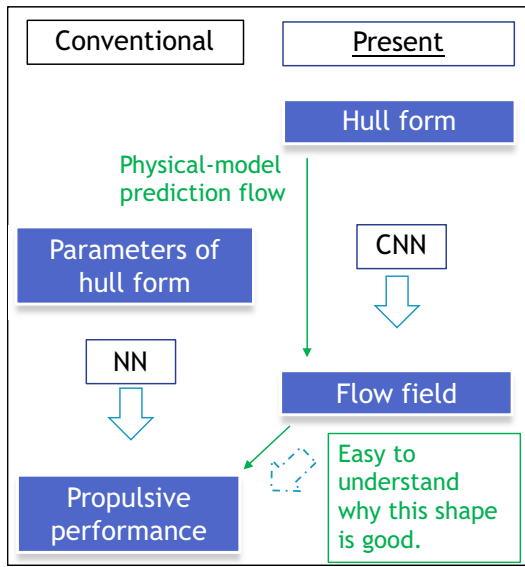 Conventional
Present
Hull form
Physical-model
prediction flow
Parameters of
hull form
CNN
NN
Flow field
Propulsive
performance
Easy to
understand
why this shape
is good.